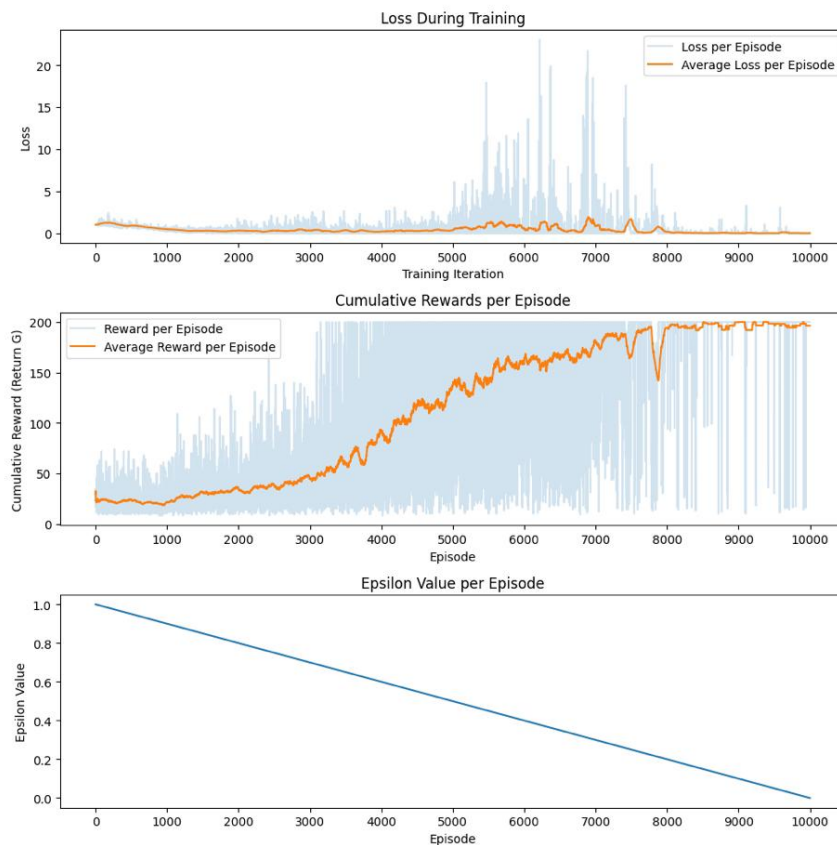 Loss During Training
Loss per Episode
Average Loss per Episode
20
15
10
5
0
Loss
0 1000 2000 3000 4000 5000 6000 7000 8000 9000 10000
Training Iteration
Cumulative Rewards per Episode
Reward per Episode
Average Reward per Episode
200
150
100
50
0
Cumulative Reward (Return G)
0 1000 2000 3000 4000 5000 6000 7000 8000 9000 10000
Episode
Epsilon Value per Episode
1.0
0.8
0.6
0.4
0.2
0.0
Epsilon Value
0 1000 2000 3000 4000 5000 6000 7000 8000 9000 10000
Episode